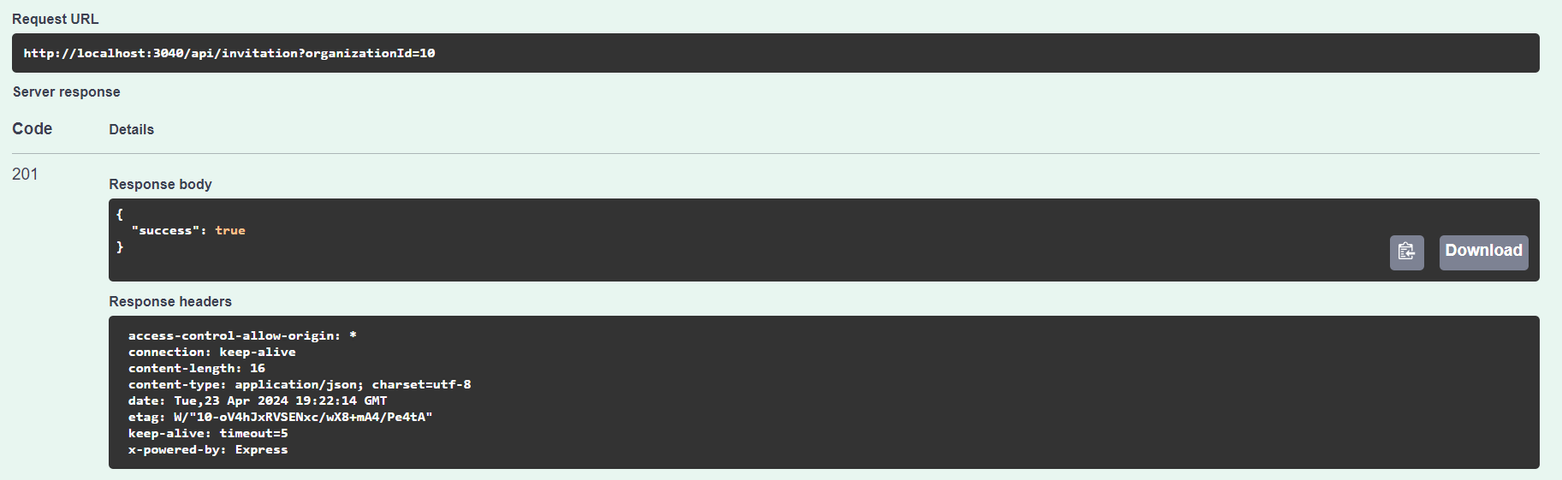 Request URL
http://localhost:3040/api/invitation?organizationId=10
Server response
Code Details
201
Response body
{
"success": true
}
Download
Response headers
access-control-allow-origin: *
connection: keep-alive
content-length: 16
content-type: application/json; charset=utf-8
date: Tue,23 Apr 2024 19:22:14 GMT
etag: W/"10-oV4hJxRVSENxc/wX8+mA4/Pe4tA"
keep-alive: timeout=5
x-powered-by: Express